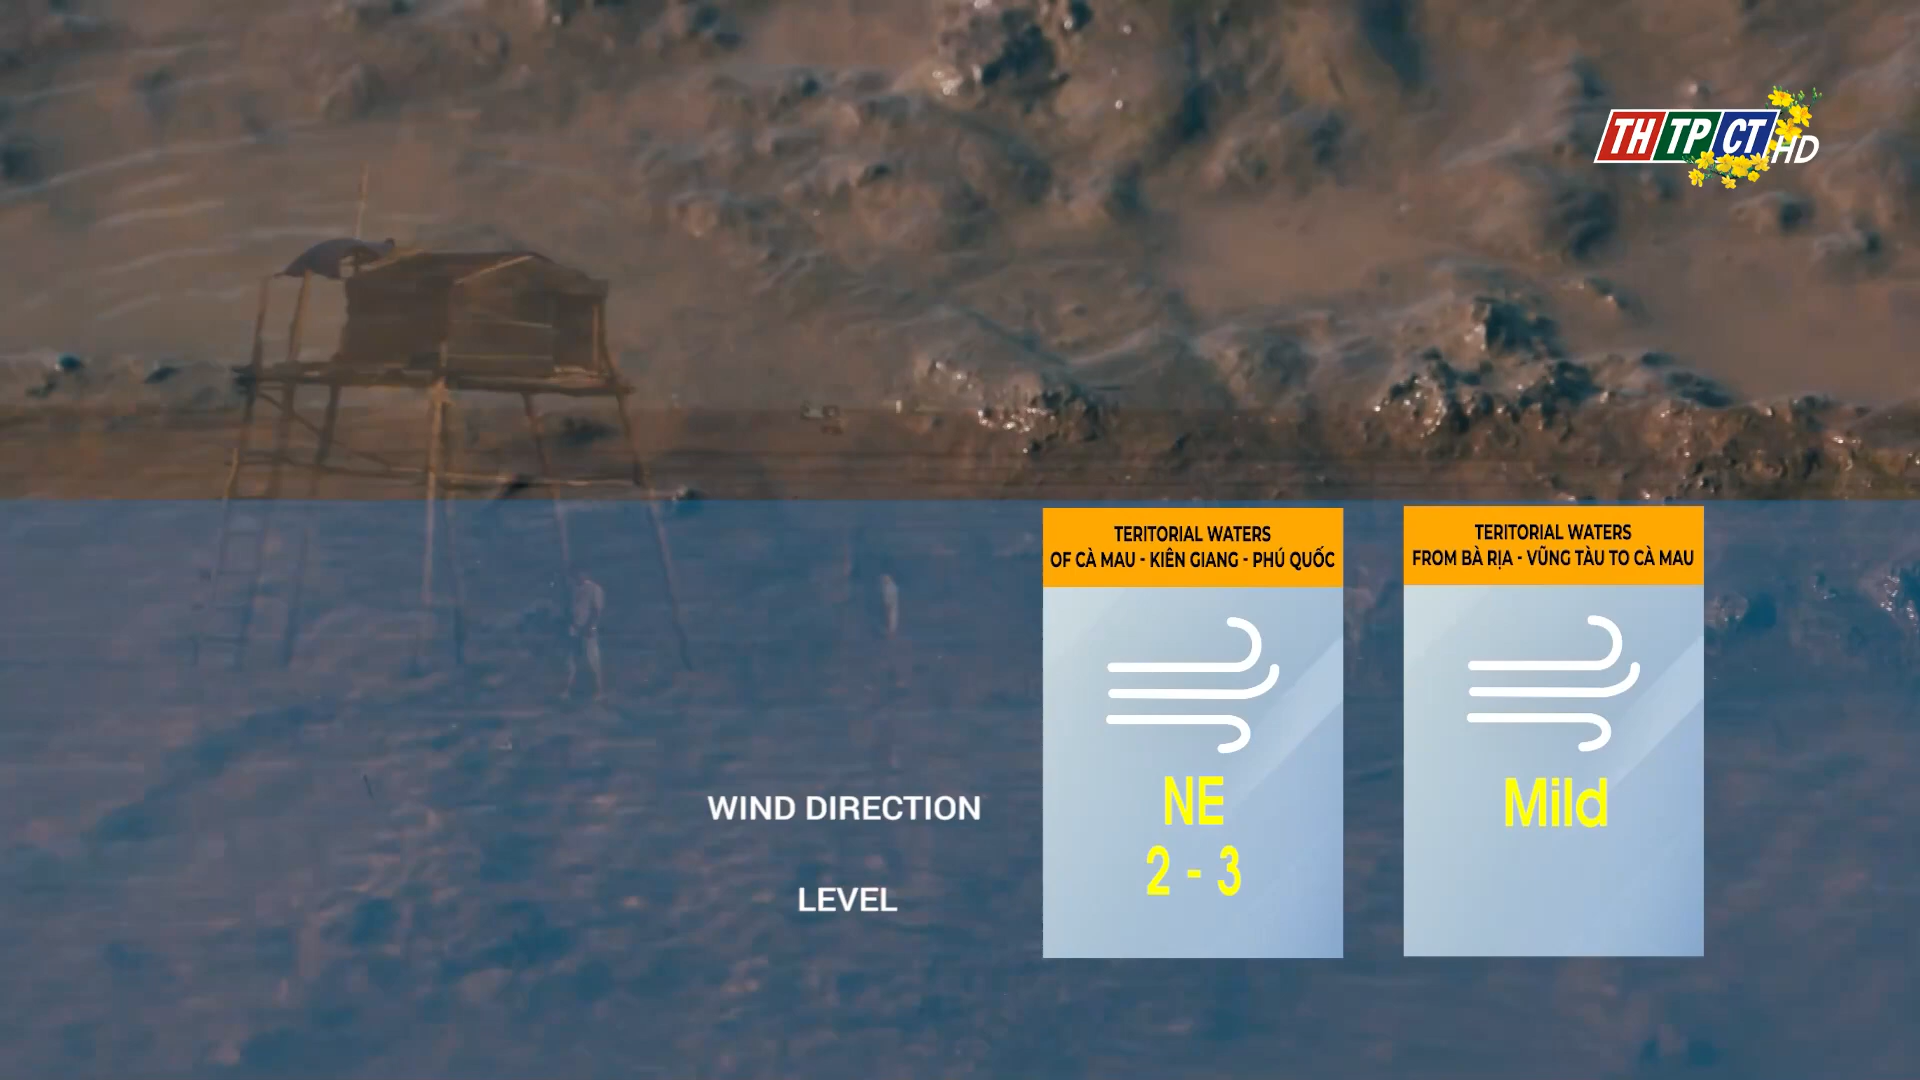 THTPCT HD
TERITORIAL WATERS
OF CÀ MAU - KIÊN GIANG - PHÚ QUỐC
TERITORIAL WATERS
FROM BÀ RỊA - VŨNG TÀU TO CÀ MAU
WIND DIRECTION
NE
Mild
LEVEL
2 - 3